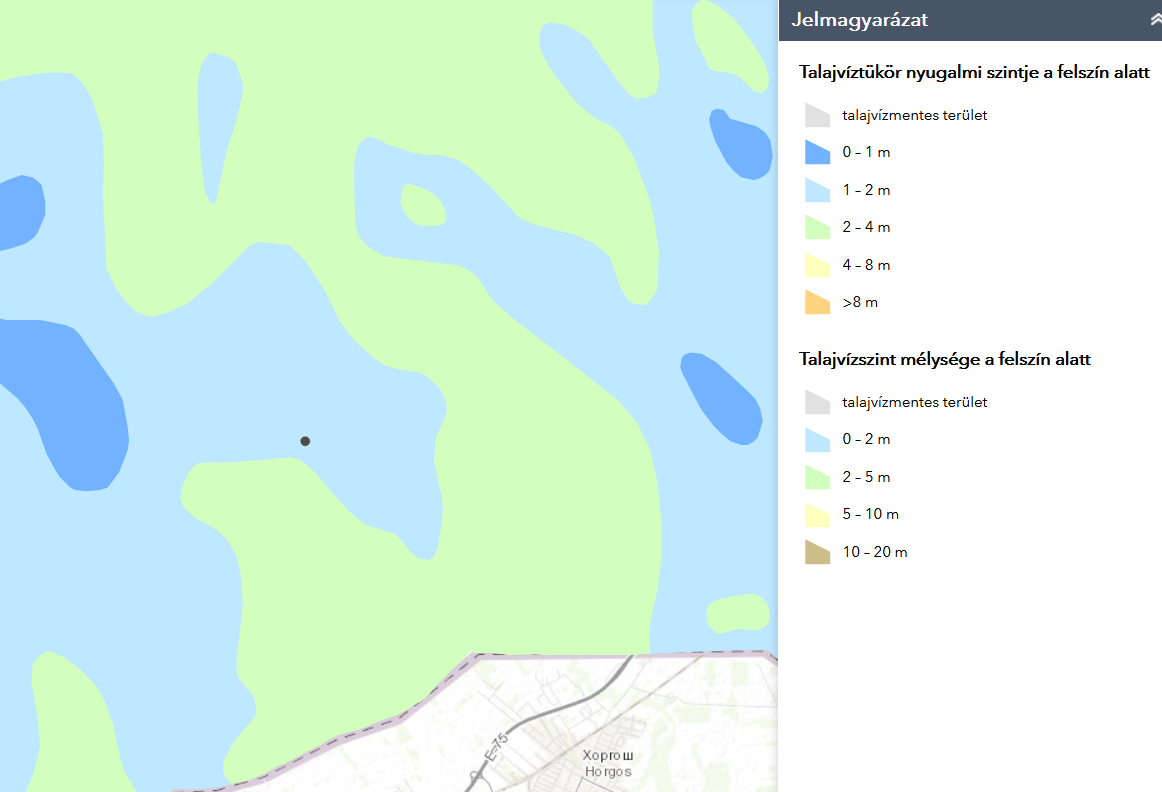 Jelmagyarázat
Talajvíztükör nyugalmi szintje a felszín alatt
talajvízmentes terület
0 – 1 m
1 – 2 m
2 – 4 m
4 – 8 m
>8 m
Talajvízszint mélysége a felszín alatt
talajvízmentes terület
0 – 2 m
2 – 5 m
5 – 10 m
10 – 20 m
E-75
Хоргош
Horgos